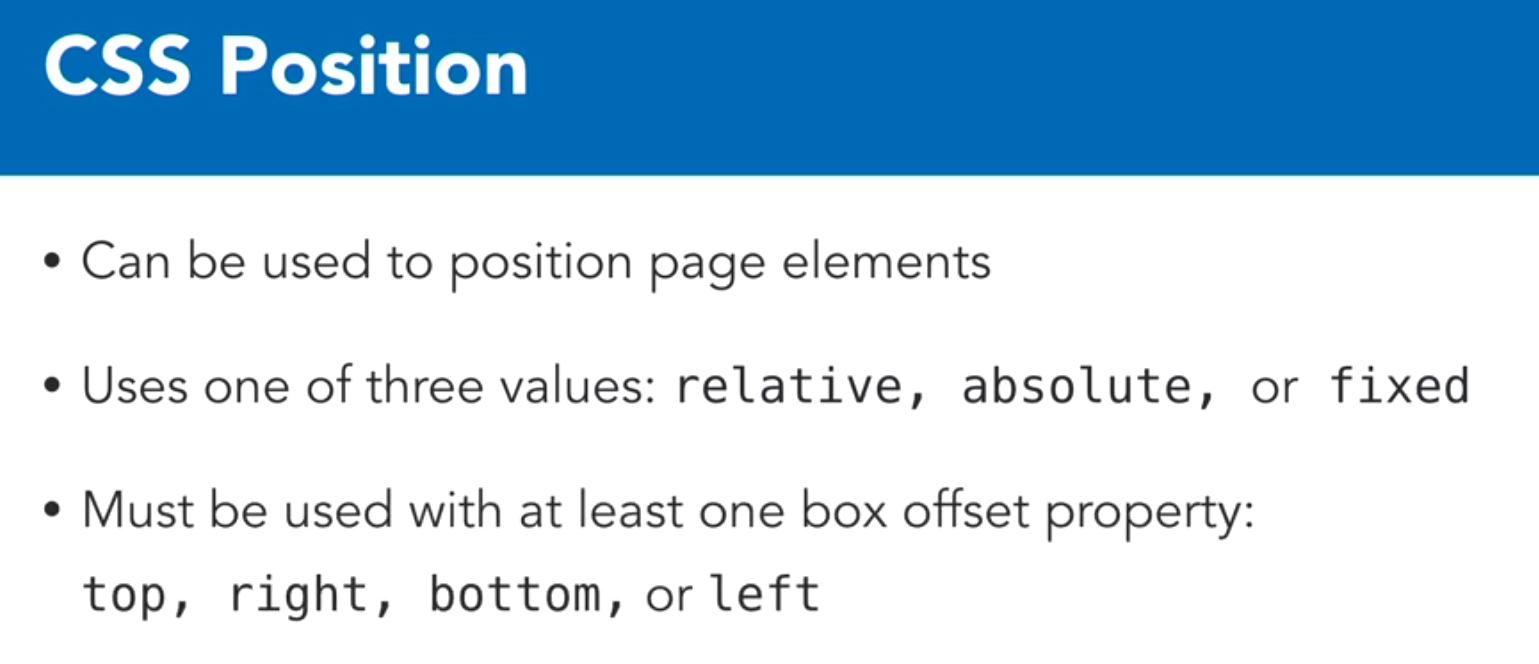 CSS Position
• Can be used to position page elements
• Uses one of three values: relative, absolute, or fixed
• Must be used with at least one box offset property:
top, right, bottom, or left